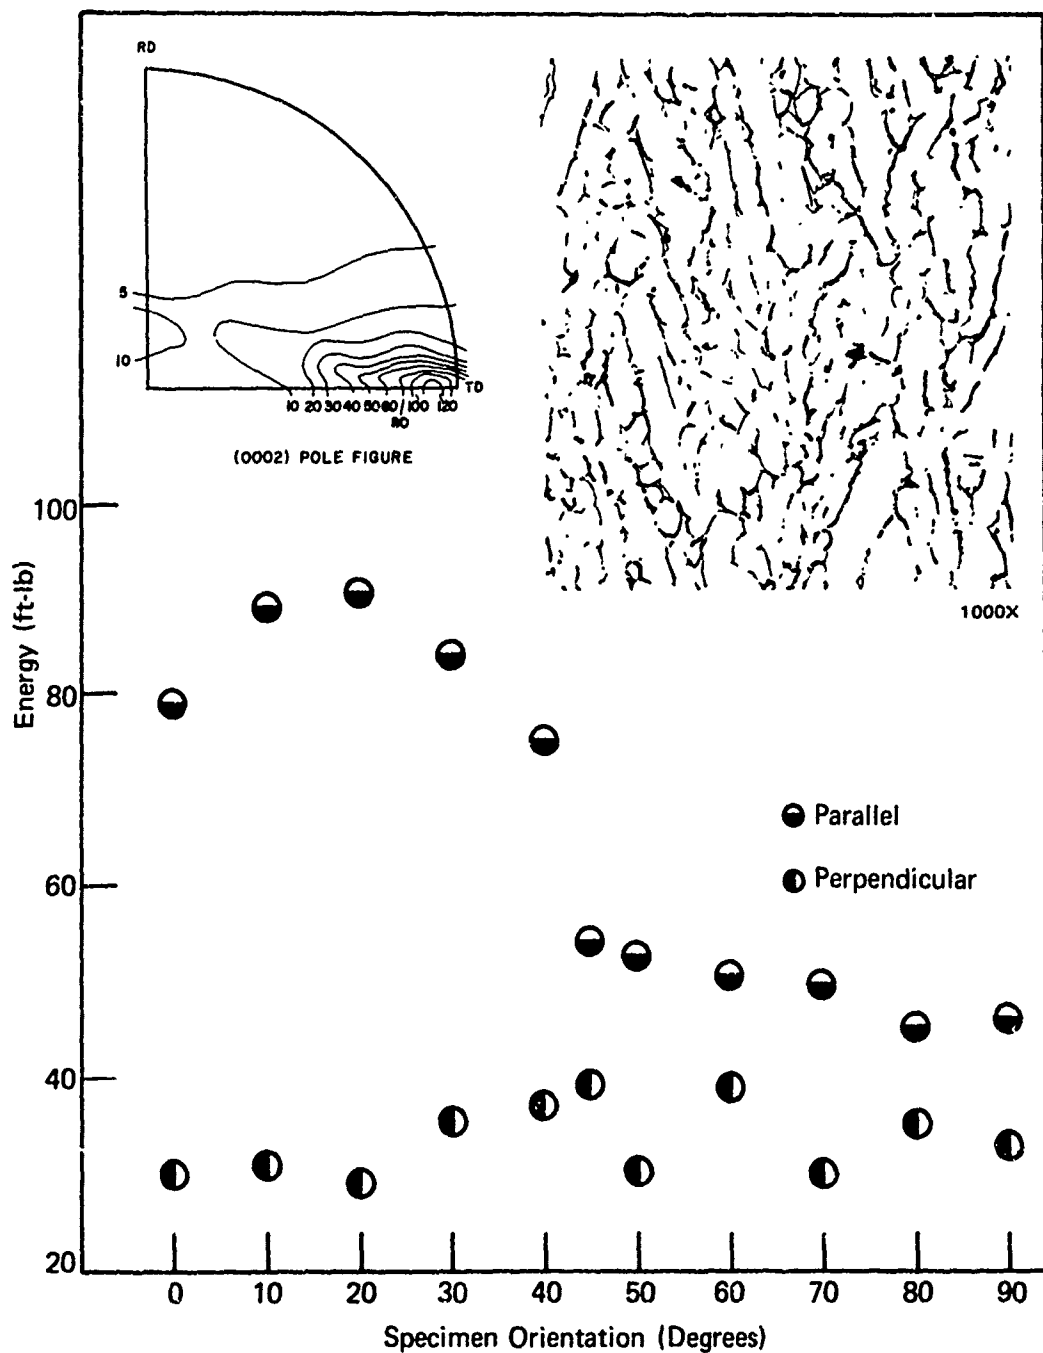 RD
5
10
TD
10 20 30 40 50 60 / 100 120
80
(0002) POLE FIGURE
1000X
Energy (ft-lb)
100
80
60
40
20
Parallel
Perpendicular
0 10 20 30 40 50 60 70 80 90
Specimen Orientation (Degrees)